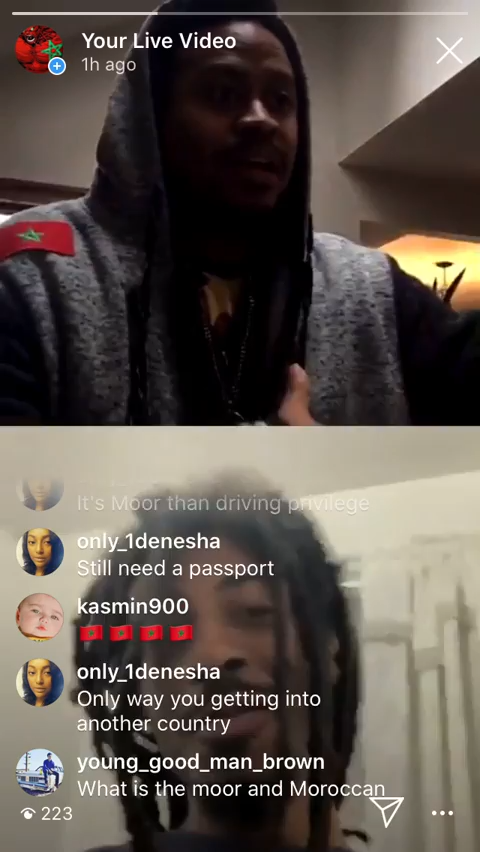 Your Live Video
1h ago
It's Moor than driving privilege
only_1denesha
Still need a passport
kasmin900
🇲🇦 🇲🇦 🇲🇦 🇲🇦
only_1denesha
Only way you getting into
another country
young_good_man_brown
What is the moor and Moroccan
223